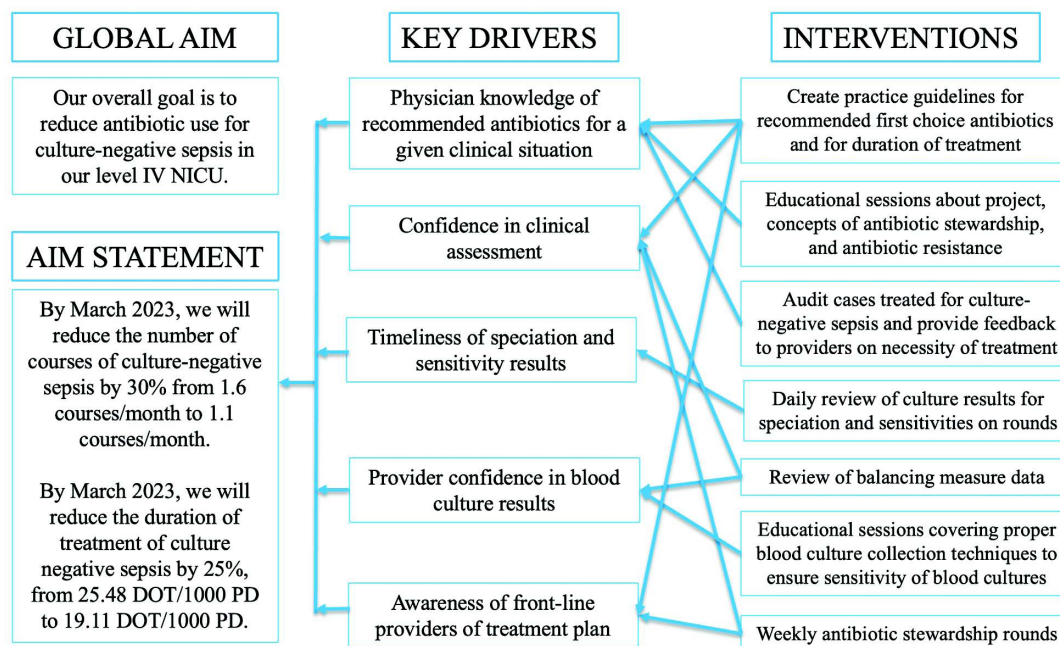 GLOBAL AIM
Our overall goal is to
reduce antibiotic use for
culture-negative sepsis in
our level IV NICU.
AIM STATEMENT
By March 2023, we will
reduce the number of
courses of culture-negative
sepsis by 30% from 1.6
courses/month to 1.1
courses/month.
By March 2023, we will
reduce the duration of
treatment of culture
negative sepsis by 25%,
from 25.48 DOT/1000 PD
to 19.11 DOT/1000 PD.
KEY DRIVERS
Physician knowledge of
recommended antibiotics for a
given clinical situation
Confidence in clinical
assessment
Timeliness of speciation and
sensitivity results
Provider confidence in blood
culture results
Awareness of front-line
providers of treatment plan
INTERVENTIONS
Create practice guidelines for
recommended first choice antibiotics
and for duration of treatment
Educational sessions about project,
concepts of antibiotic stewardship,
and antibiotic resistance
Audit cases treated for culture-
negative sepsis and provide feedback
to providers on necessity of treatment
Daily review of culture results for
speciation and sensitivities on rounds
Review of balancing measure data
Educational sessions covering proper
blood culture collection techniques to
ensure sensitivity of blood cultures
Weekly antibiotic stewardship rounds